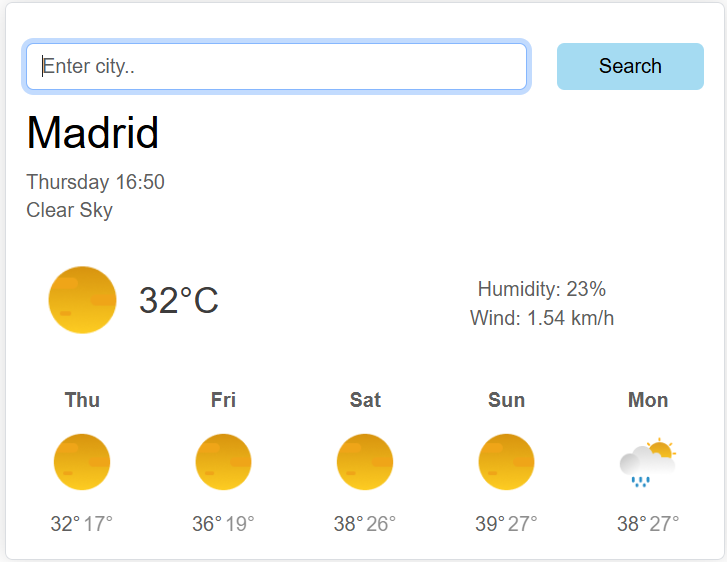 Enter city..
Search
Madrid
Thursday 16:50
Clear Sky
32°C
Humidity: 23%
Wind: 1.54 km/h
Thu Fri Sat Sun Mon
32° 17° 36° 19° 38° 26° 39° 27° 38° 27°